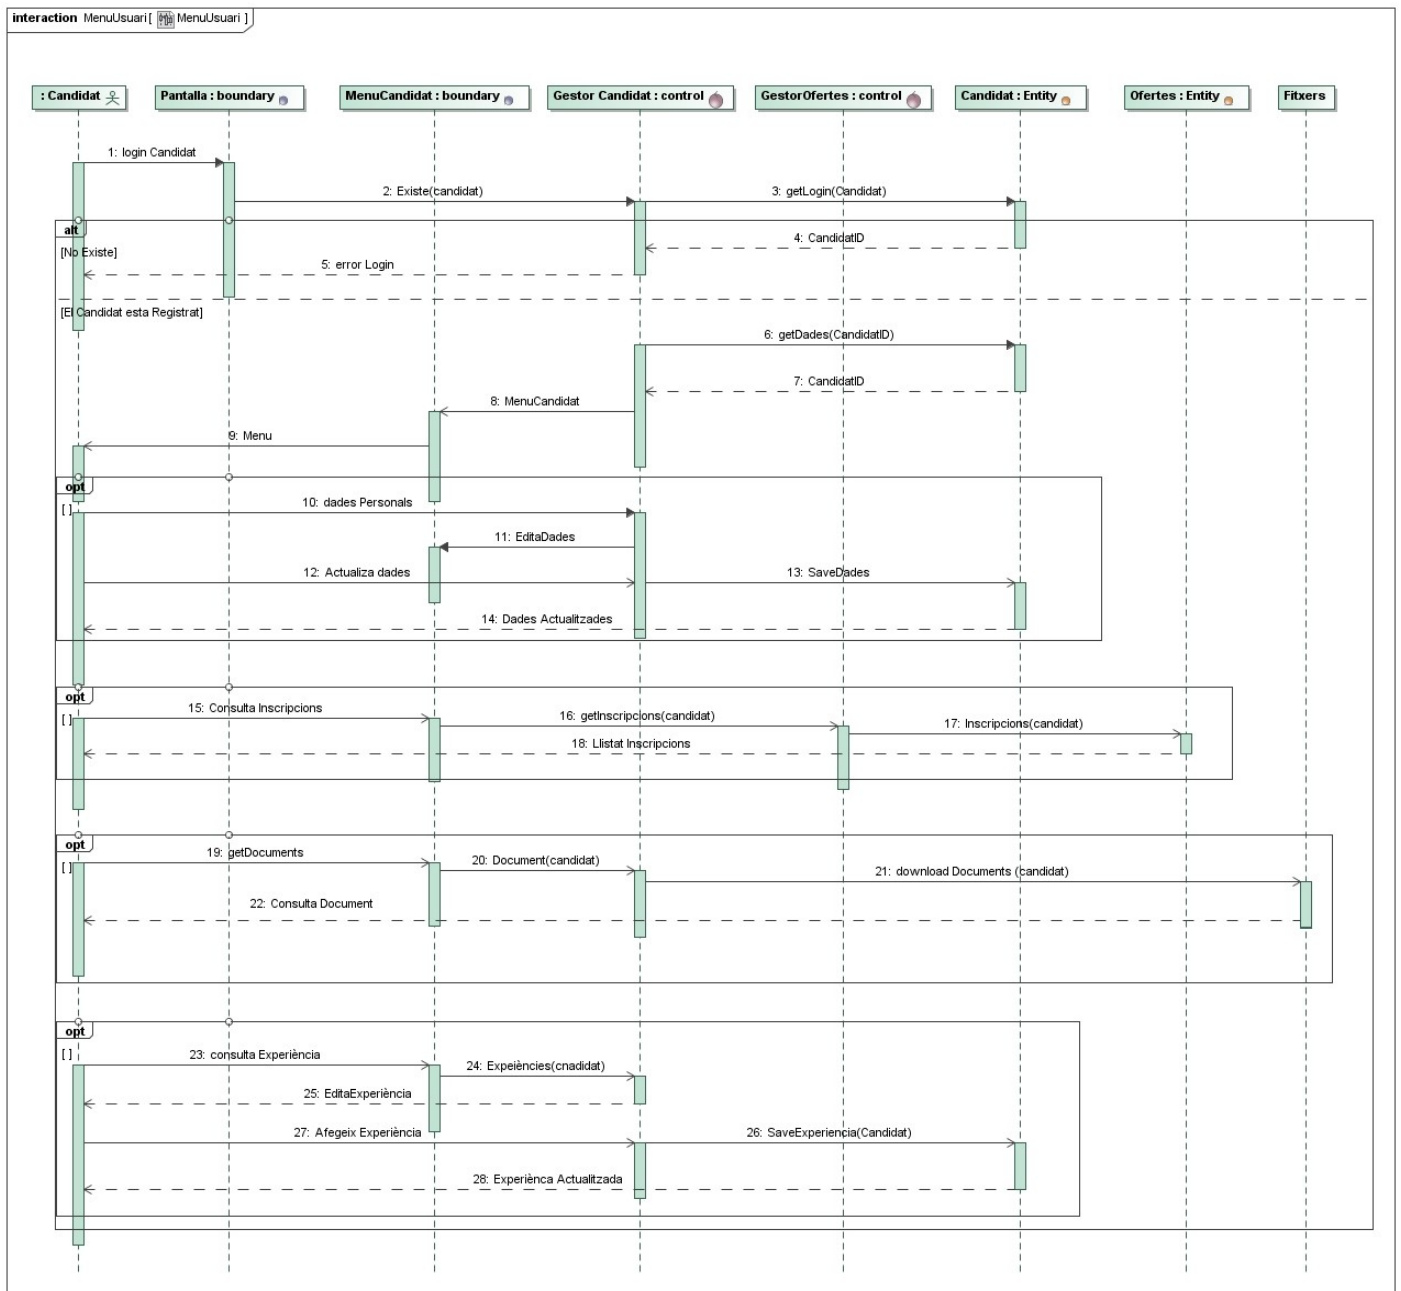 interaction MenuUsuari[ MenuUsuari ]
: Candidat
Pantalla : boundary
MenuCandidat : boundary
Gestor Candidat : control
GestorOfertes : control
Candidat : Entity
Ofertes : Entity
Fitxers
1: login Candidat
2: Existe(candidat)
3: getLogin(Candidat)
alt
4: CandidatID
[No Existe]
5: error Login
[El Candidat esta Registrat]
6: getDades(CandidatID)
7: CandidatID
8: MenuCandidat
9: Menu
opt
10: dades Personals
[ ]
11: EditaDades
12: Actualiza dades
13: SaveDades
14: Dades Actualitzades
opt
15: Consulta Inscripcions
[ ]
16: getInscripcions(candidat)
17: Inscripcions(candidat)
18: Llistat Inscripcions
opt
19: getDocuments
[ ]
20: Document(candidat)
21: download Documents (candidat)
22: Consulta Document
opt
23: consulta Experiència
[ ]
24: Expeiències(cnadidat)
25: EditaExperiència
27: Afegeix Experiència
26: SaveExperiencia(Candidat)
28: Experiènca Actualitzada